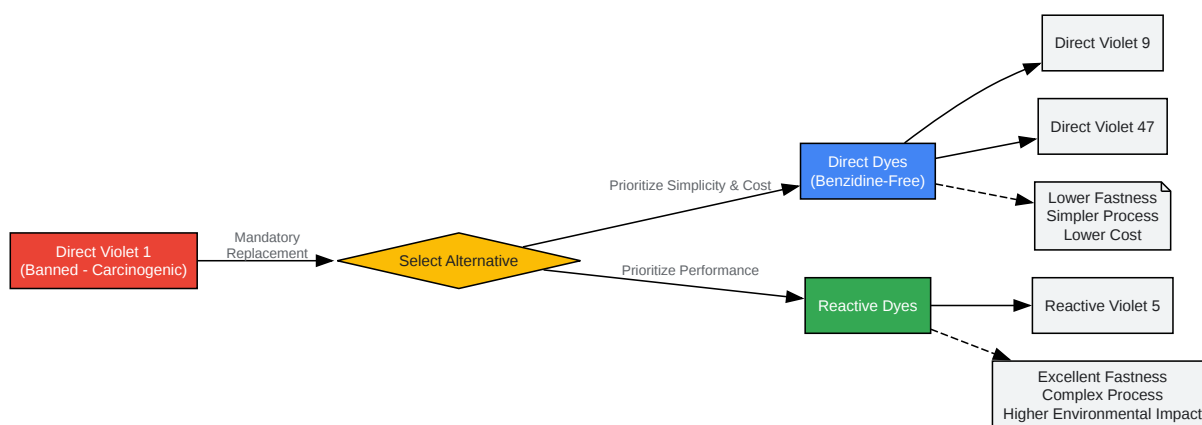 Direct Violet 1
(Banned - Carcinogenic)
Mandatory
Replacement
Select Alternative
Prioritize Simplicity & Cost
Prioritize Performance
Direct Dyes
(Benzidine-Free)
Reactive Dyes
Direct Violet 9
Direct Violet 47
Lower Fastness
Simpler Process
Lower Cost
Reactive Violet 5
Excellent Fastness
Complex Process
Higher Environmental Impact